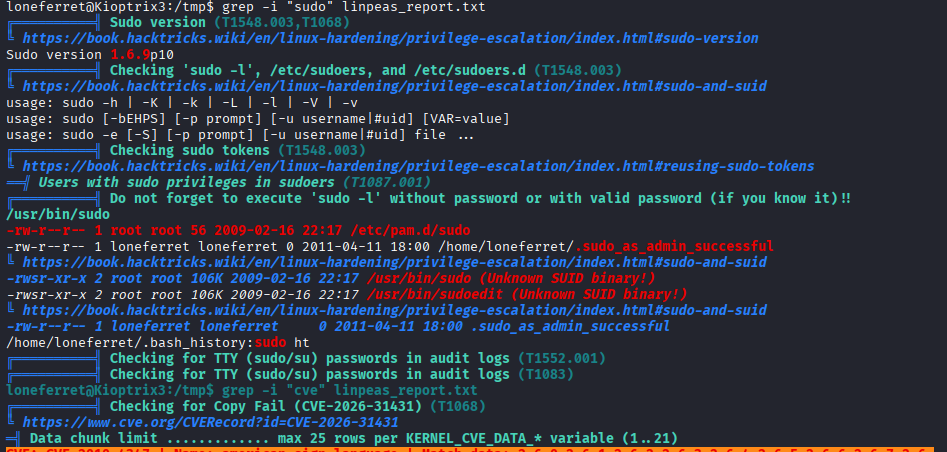 loneferret@Kioptrix3:/tmp$ grep -i "sudo" linpeas_report.txt
╔══════════╣ Sudo version (T1548.003,T1068)
╚ https://book.hacktricks.wiki/en/linux-hardening/privilege-escalation/index.html#sudo-version
Sudo version 1.6.9p10
╔══════════╣ Checking 'sudo -l', /etc/sudoers, and /etc/sudoers.d (T1548.003)
╚ https://book.hacktricks.wiki/en/linux-hardening/privilege-escalation/index.html#sudo-and-suid
usage: sudo -h | -K | -k | -L | -l | -V | -v
usage: sudo [-bEHPS] [-p prompt] [-u username|#uid] [VAR=value]
usage: sudo -e [-S] [-p prompt] [-u username|#uid] file ...
╔══════════╣ Checking sudo tokens (T1548.003)
╚ https://book.hacktricks.wiki/en/linux-hardening/privilege-escalation/index.html#reusing-sudo-tokens
══╣ Users with sudo privileges in sudoers (T1087.001)
╔══════════╣ Do not forget to execute 'sudo -l' without password or with valid password (if you know it)!!
/usr/bin/sudo
-rw-r--r-- 1 root root 56 2009-02-16 22:17 /etc/pam.d/sudo
-rw-r--r-- 1 loneferret loneferret 0 2011-04-11 18:00 /home/loneferret/.sudo_as_admin_successful
╚ https://book.hacktricks.wiki/en/linux-hardening/privilege-escalation/index.html#sudo-and-suid
-rwsr-xr-x 2 root root 106K 2009-02-16 22:17 /usr/bin/sudo (Unknown SUID binary!)
-rwsr-xr-x 2 root root 106K 2009-02-16 22:17 /usr/bin/sudoedit (Unknown SUID binary!)
╚ https://book.hacktricks.wiki/en/linux-hardening/privilege-escalation/index.html#sudo-and-suid
-rw-r--r-- 1 loneferret loneferret     0 2011-04-11 18:00 .sudo_as_admin_successful
/home/loneferret/.bash_history:sudo ht
╔══════════╣ Checking for TTY (sudo/su) passwords in audit logs (T1552.001)
╔══════════╣ Checking for TTY (sudo/su) passwords in audit logs (T1083)
loneferret@Kioptrix3:/tmp$ grep -i "cve" linpeas_report.txt
╔══════════╣ Checking for Copy Fail (CVE-2026-31431) (T1068)
╚ https://www.cve.org/CVERecord?id=CVE-2026-31431
═╣ Data chunk limit ............. max 25 rows per KERNEL_CVE_DATA_* variable (1..21)